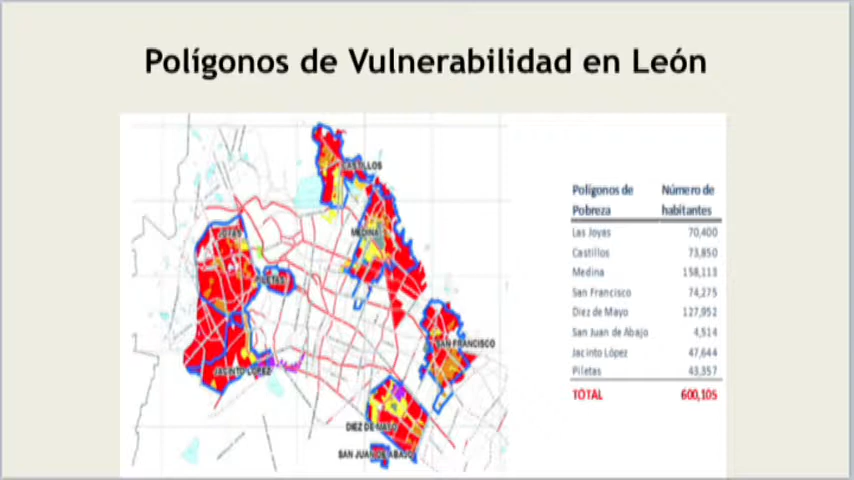 Polígonos de Vulnerabilidad en León
CASTILLOS
JOYAS
MEDINA
PILETAS
SAN FRANCISCO
JACINTO LOPEZ
DIEZ DE MAYO
SAN JUAN DE ABAJO
Polígonos de Pobreza Número de habitantes
Las Joyas 70,400
Castillos 73,850
Medina 158,113
San Francisco 74,275
Diez de Mayo 127,952
San Juan de Abajo 4,514
Jacinto López 47,644
Piletas 43,357
TOTAL 600,105